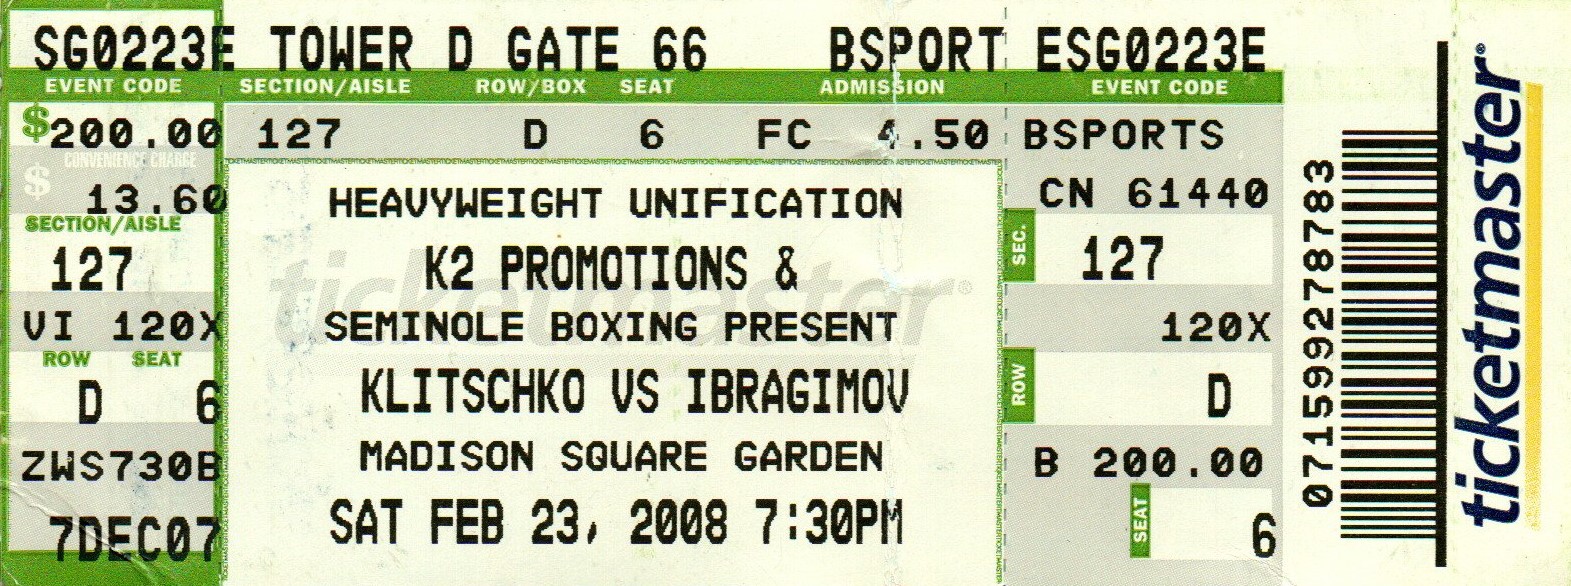 SG0223E TOWER D GATE 66 BSPORT ESG0223E
EVENT CODE SECTION/AISLE ROW/BOX SEAT ADMISSION EVENT CODE
$200.00 127 D 6 FC 4.50 BSPORTS
CONVENIENCE CHARGE
$ 13.60
SECTION/AISLE
127
VI 120X
ROW SEAT
D 6
ZWS730B
7DEC07
HEAVYWEIGHT UNIFICATION
K2 PROMOTIONS &
SEMINOLE BOXING PRESENT
KLITSCHKO VS IBRAGIMOV
MADISON SQUARE GARDEN
SAT FEB 23, 2008 7:30PM
ticketmaster®
CN 61440
SEC. 127
120X
ROW D
B 200.00
SEAT 6
071599278783
ticketmaster®